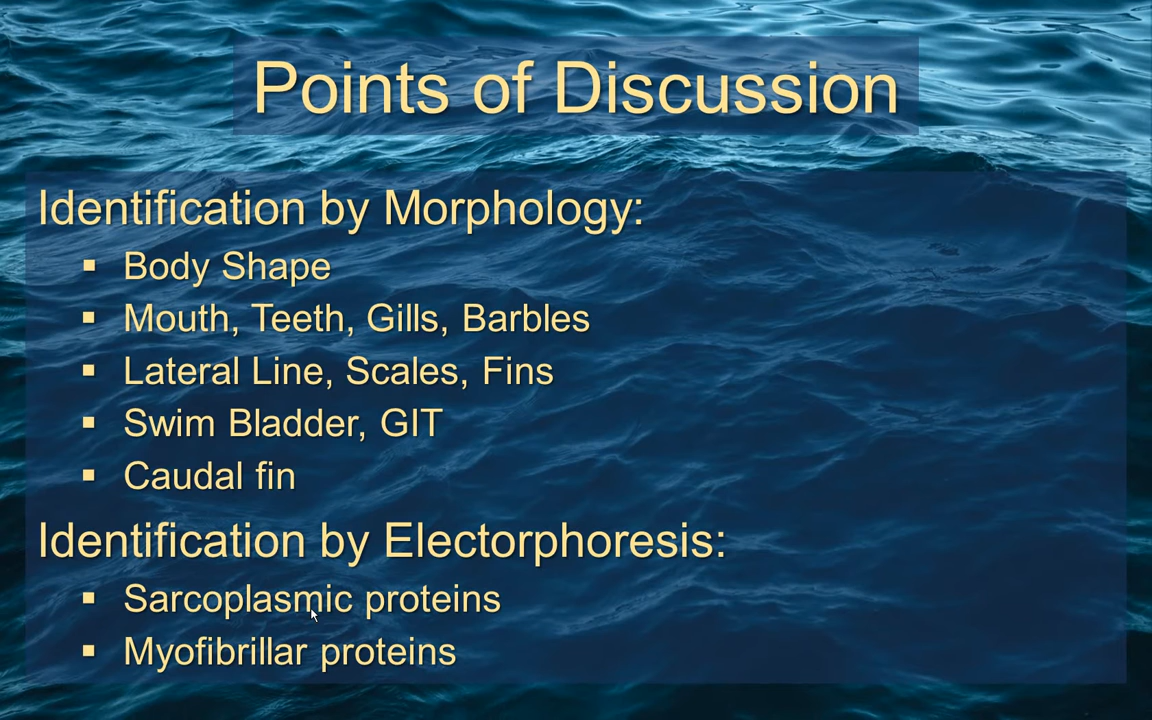 Points of Discussion
Identification by Morphology:
▪ Body Shape
▪ Mouth, Teeth, Gills, Barbles
▪ Lateral Line, Scales, Fins
▪ Swim Bladder, GIT
▪ Caudal fin
Identification by Electorphoresis:
▪ Sarcoplasmic proteins
▪ Myofibrillar proteins